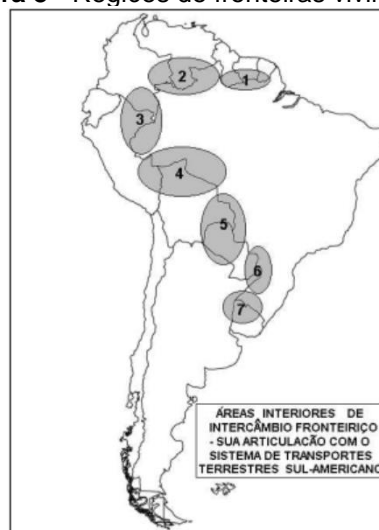 Regiões de fronteiras
2
1
3
4
5
6
7
ÁREAS INTERIORES DE
INTERCÂMBIO FRONTEIRIÇO
- SUA ARTICULACÃO COM O
SISTEMA DE TRANSPORTES
TERRESTRES SUL-AMERICANO